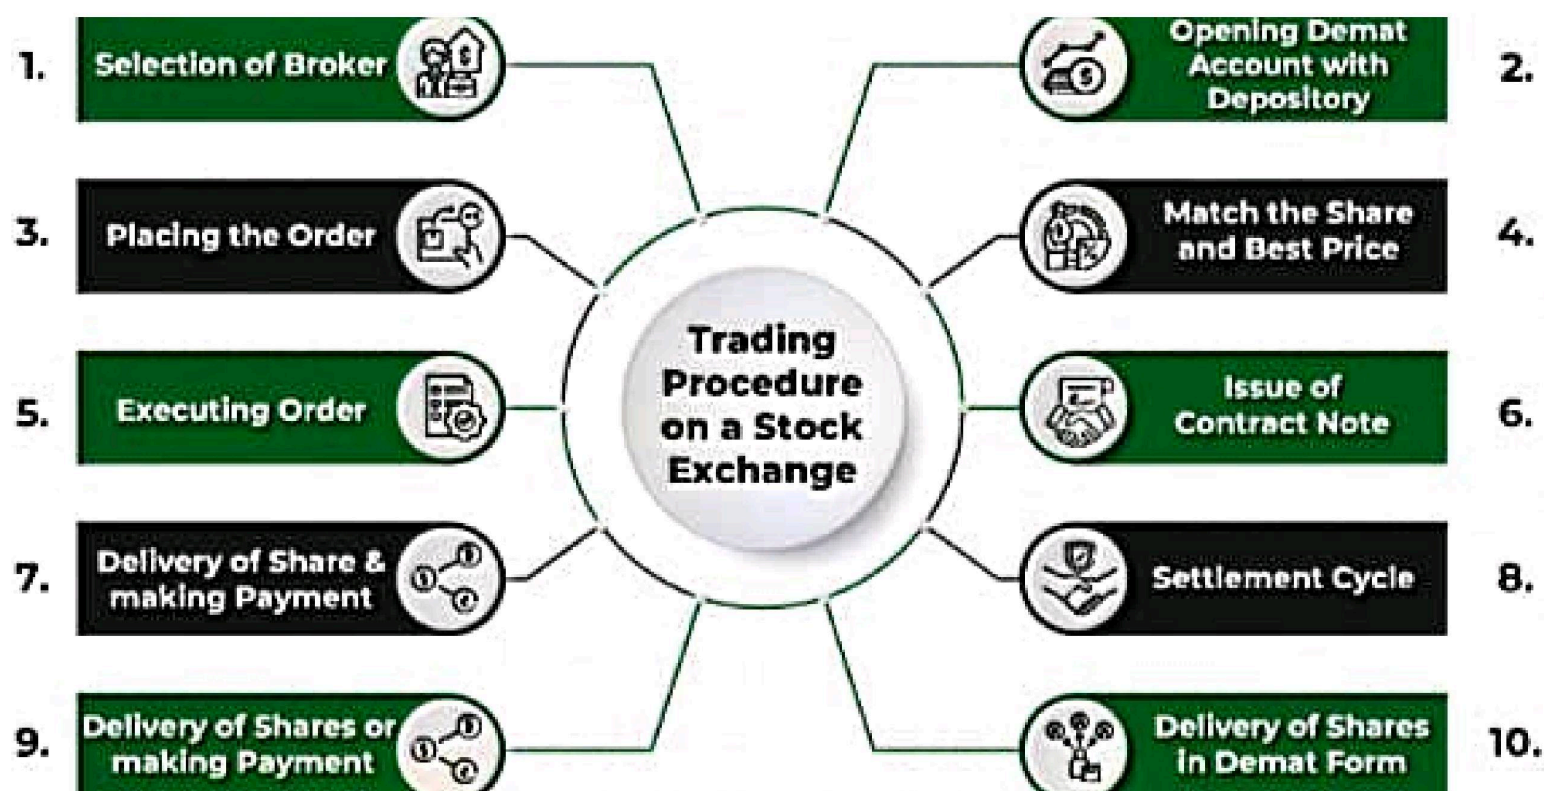 1.
Selection of Broker
Opening Demat
Account with
Depository
2.
3.
Placing the Order
Match the Share
and Best Price
4.
5.
Executing Order
Issue of
Contract Note
6.
Trading
Procedure
on a Stock
Exchange
7.
Delivery of Share &
making Payment
Settlement Cycle
8.
9.
Delivery of Shares or
making Payment
Delivery of Shares
in Demat Form
10.